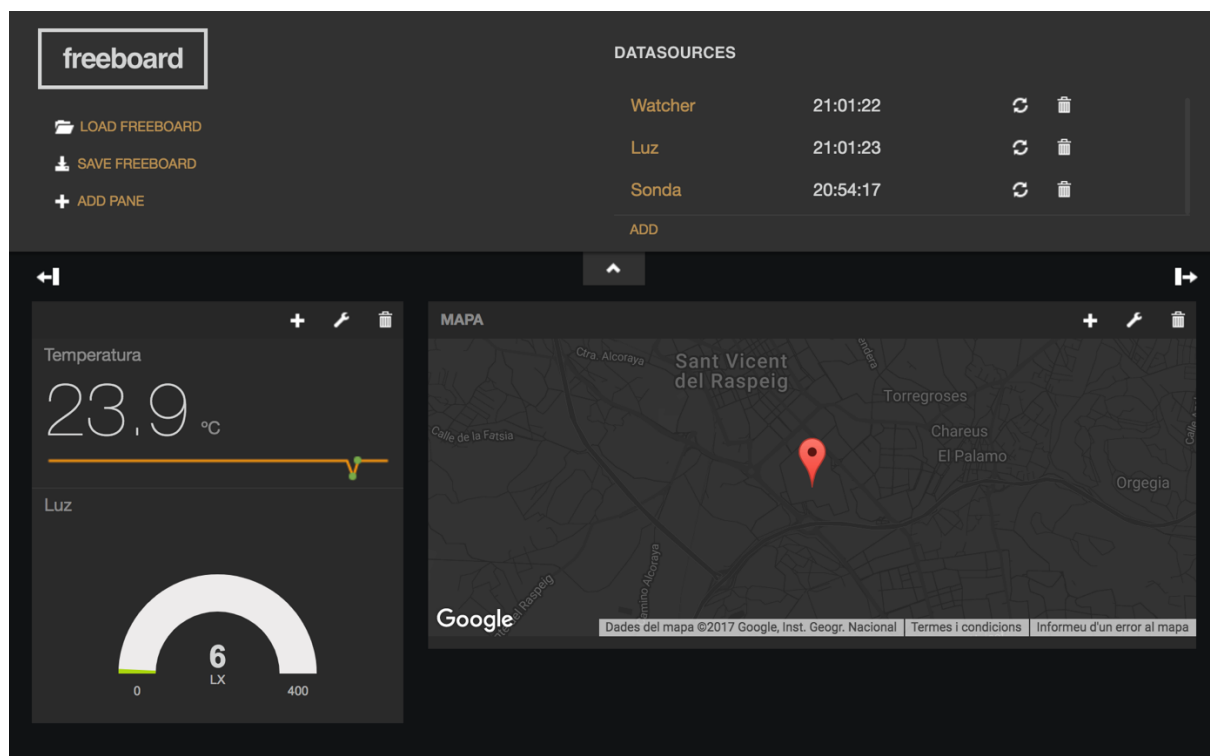 freeboard
LOAD FREEBOARD
SAVE FREEBOARD
ADD PANE
DATASOURCES
Watcher 21:01:22
Luz 21:01:23
Sonda 20:54:17
ADD
Temperatura
23.9 ºC
Luz
6
LX
0 400
MAPA
Ctra. Alcoraya
Sant Vicent
del Raspeig
Torregroses
Calle de la Fatsia
Chareus
El Palamo
Orgegia
Alcoraya
Raspeig
Google
Dades del mapa ©2017 Google, Inst. Geogr. Nacional Termes i condicions Informeu d'un error al mapa